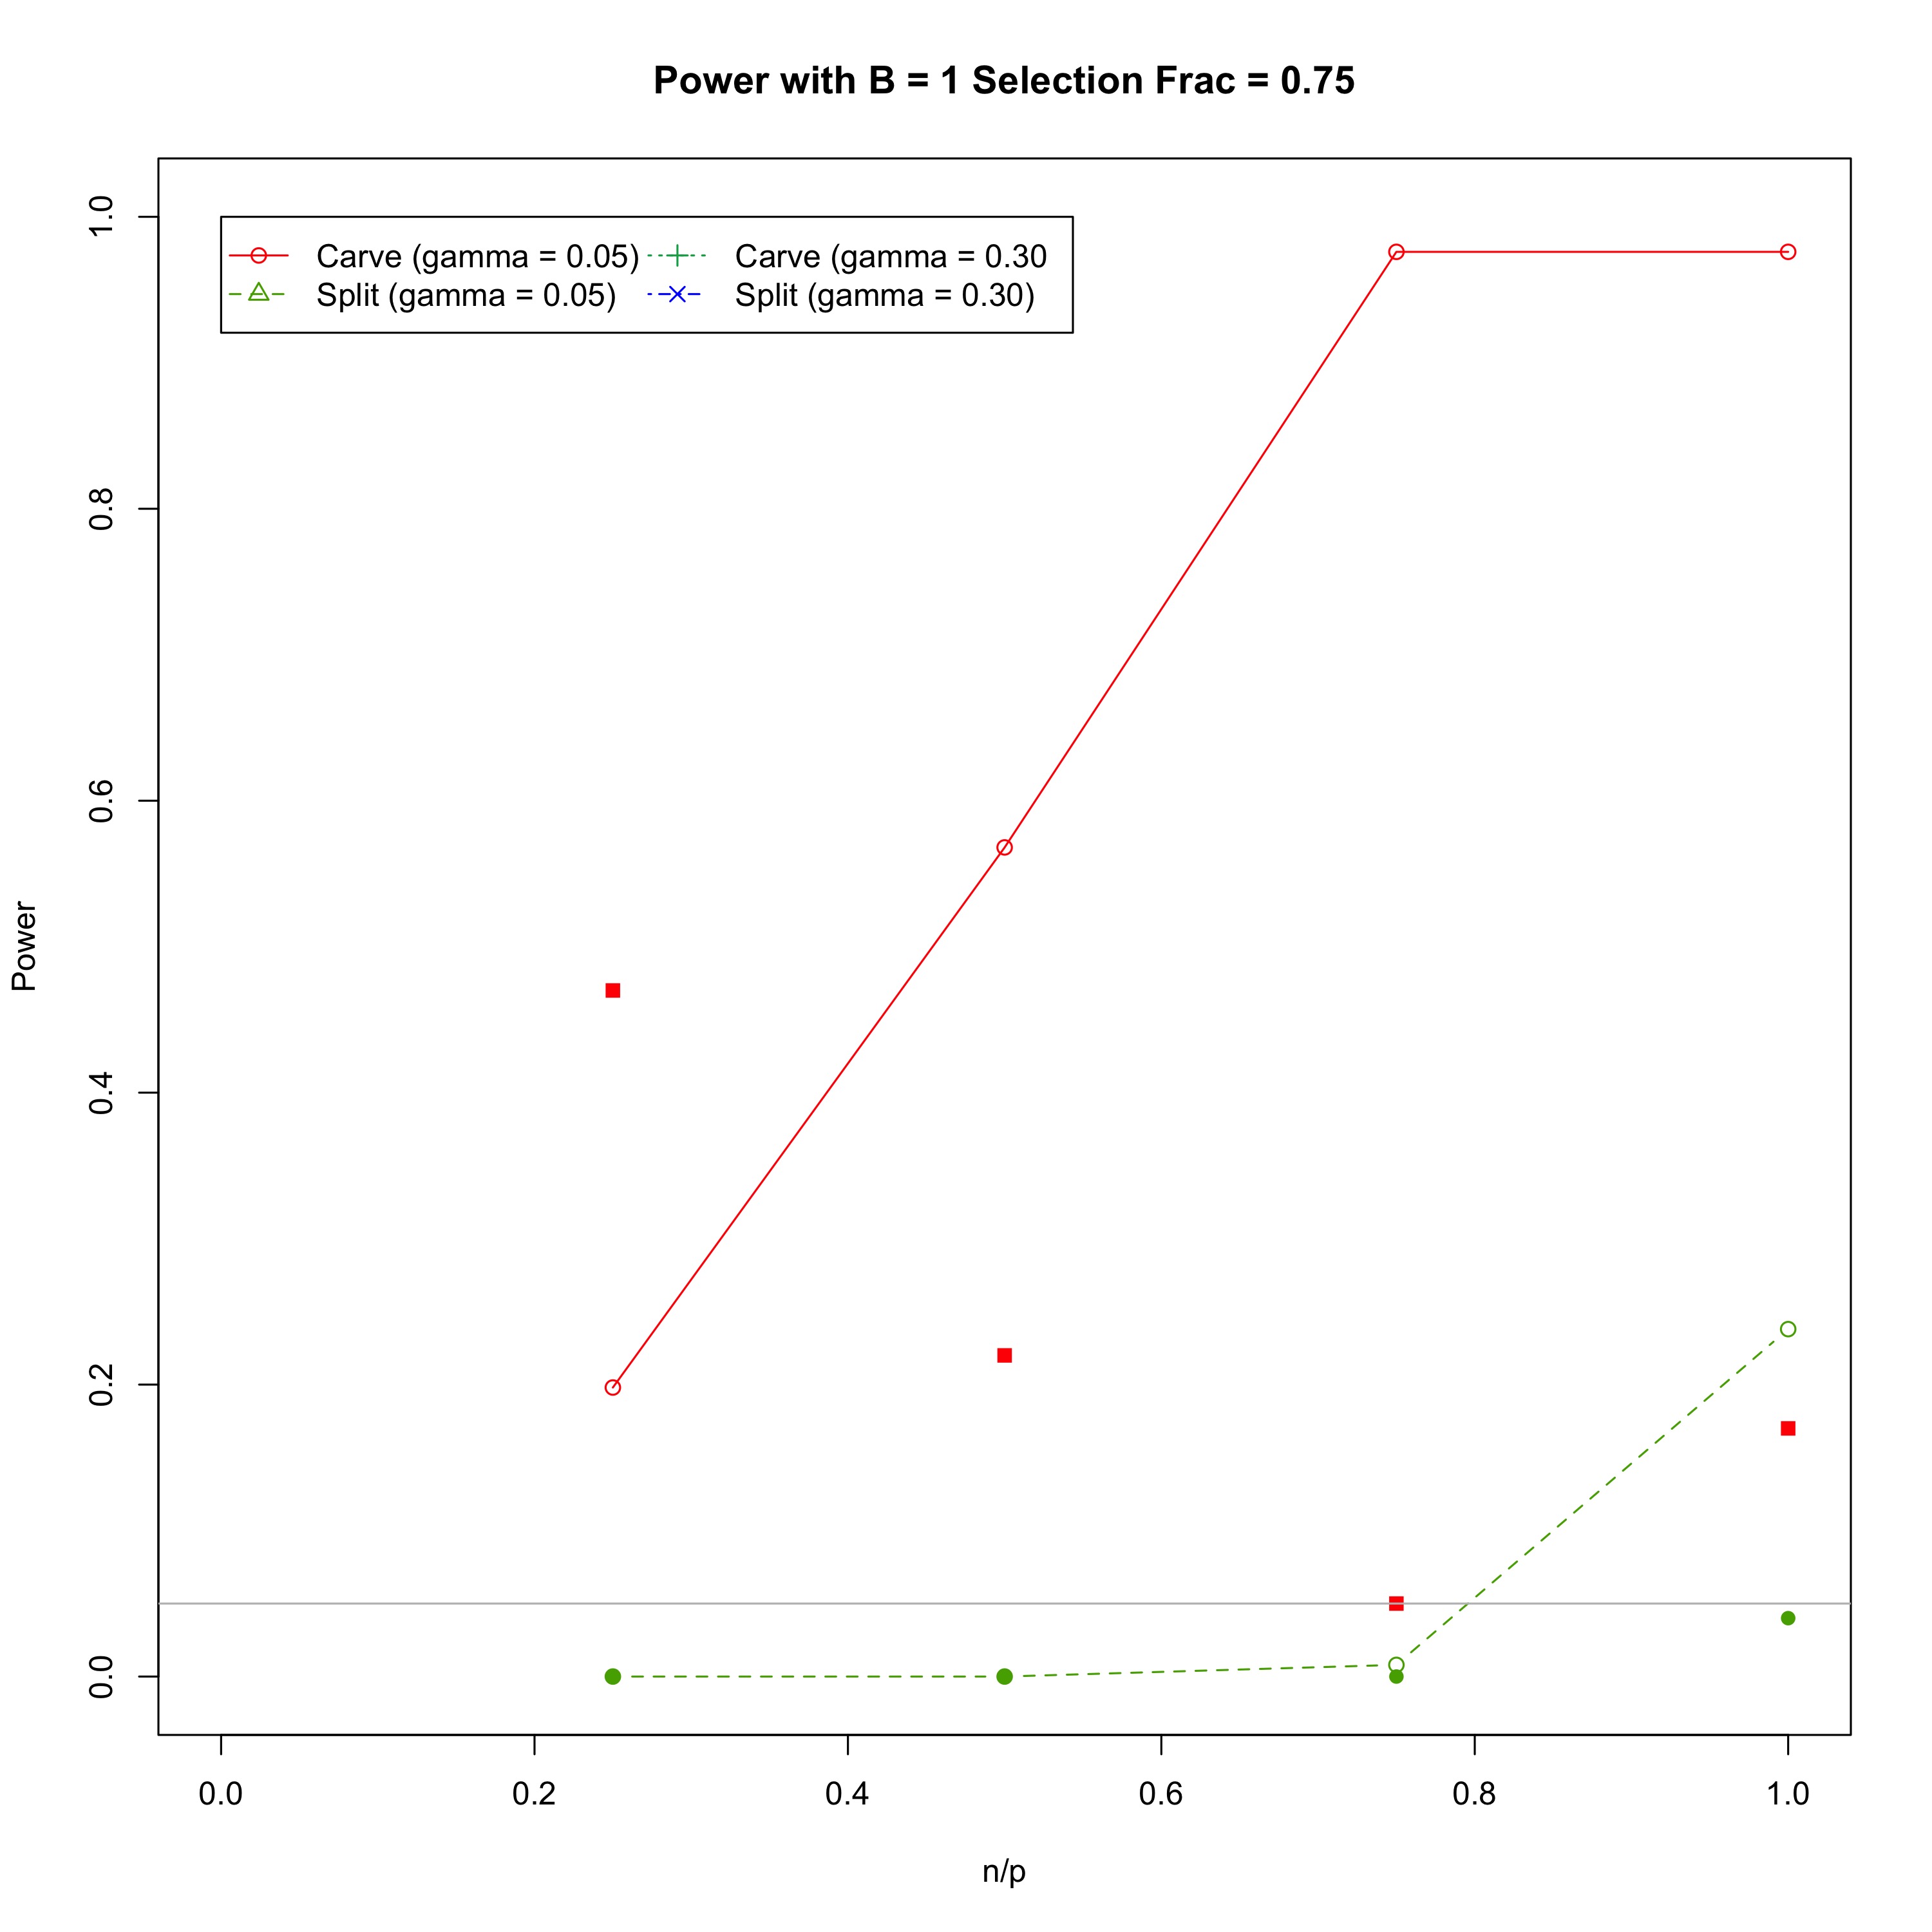 Power with B = 1 Selection Frac = 0.75
1.0
0.8
0.6
0.4
0.2
0.0
Power
Carve (gamma = 0.05)
Split (gamma = 0.05)
Carve (gamma = 0.30
Split (gamma = 0.30)
0.0 0.2 0.4 0.6 0.8 1.0
n/p